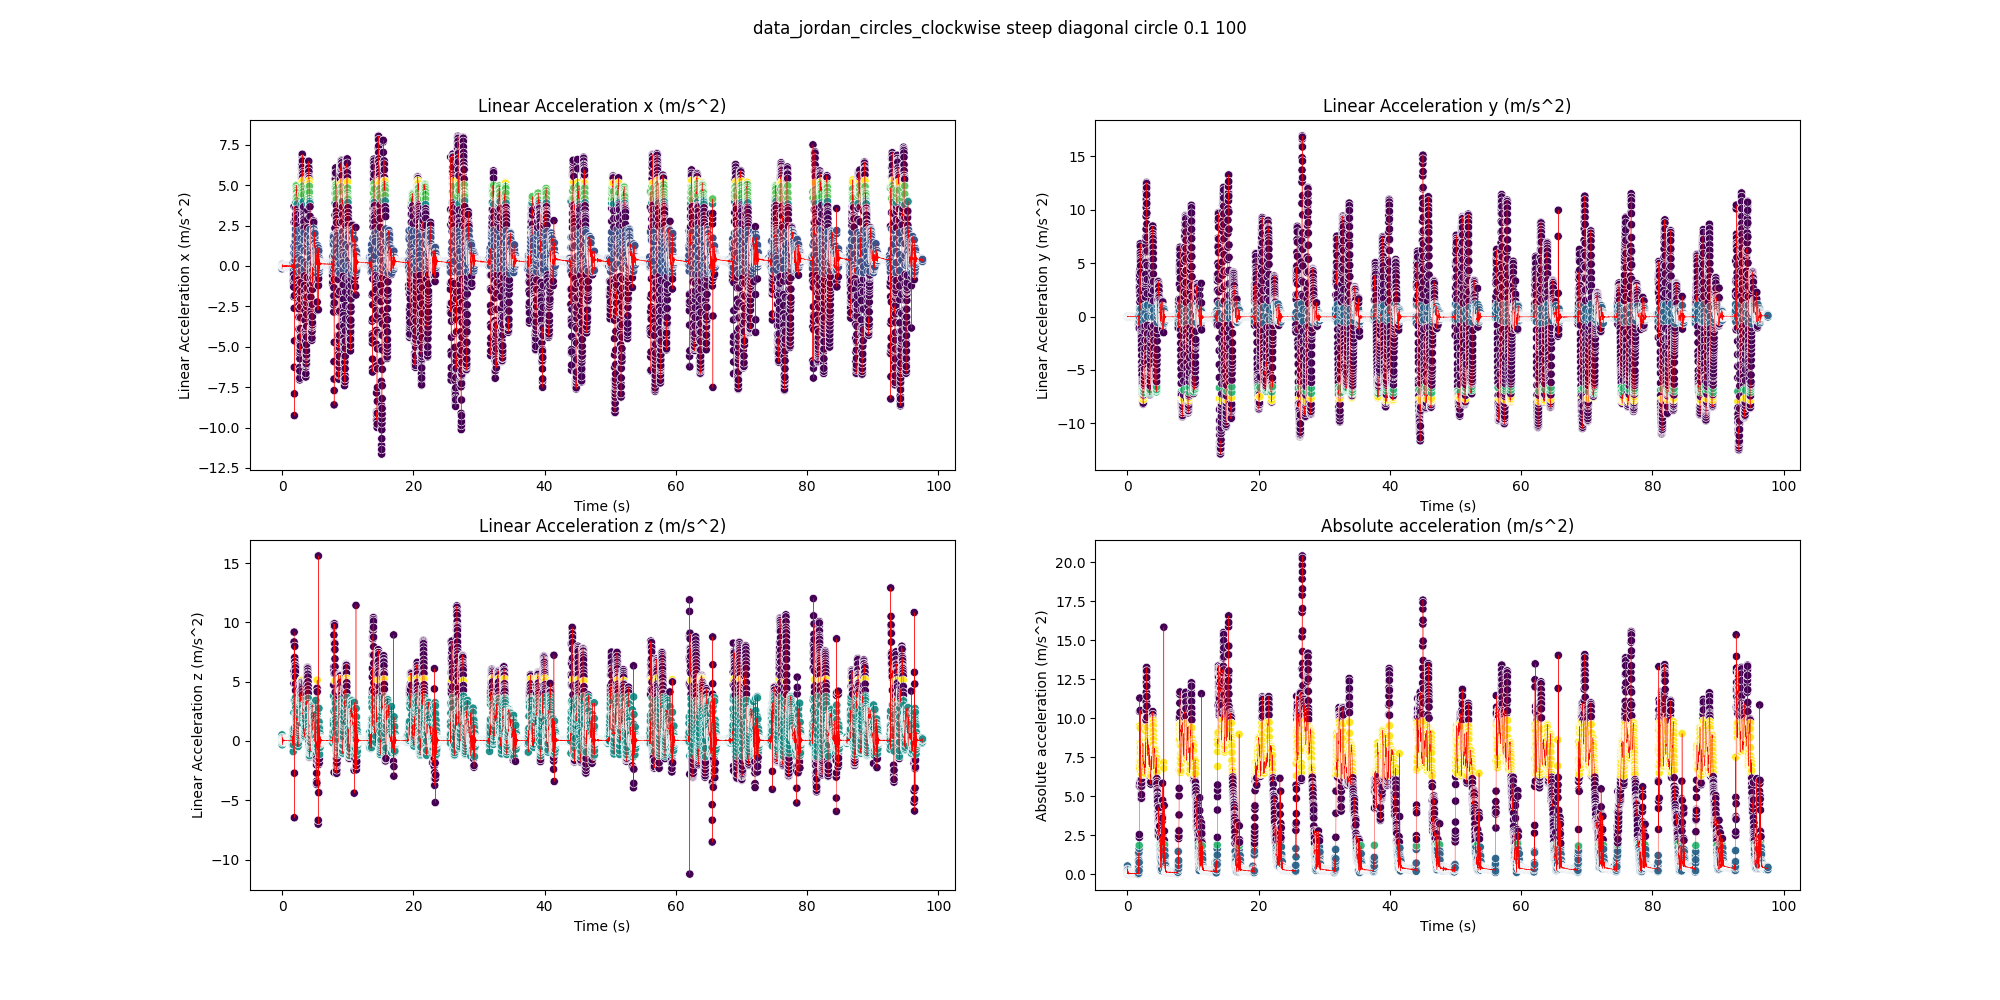 data_jordan_circles_clockwise steep diagonal circle 0.1 100
Linear Acceleration x (m/s^2)
Linear Acceleration x (m/s^2)
7.5
5.0
2.5
0.0
−2.5
−5.0
−7.5
−10.0
−12.5
0 20 40 60 80 100
Time (s)
Linear Acceleration y (m/s^2)
Linear Acceleration y (m/s^2)
15
10
5
0
−5
−10
0 20 40 60 80 100
Time (s)
Linear Acceleration z (m/s^2)
Linear Acceleration z (m/s^2)
15
10
5
0
−5
−10
0 20 40 60 80 100
Time (s)
Absolute acceleration (m/s^2)
Absolute acceleration (m/s^2)
20.0
17.5
15.0
12.5
10.0
7.5
5.0
2.5
0.0
0 20 40 60 80 100
Time (s)